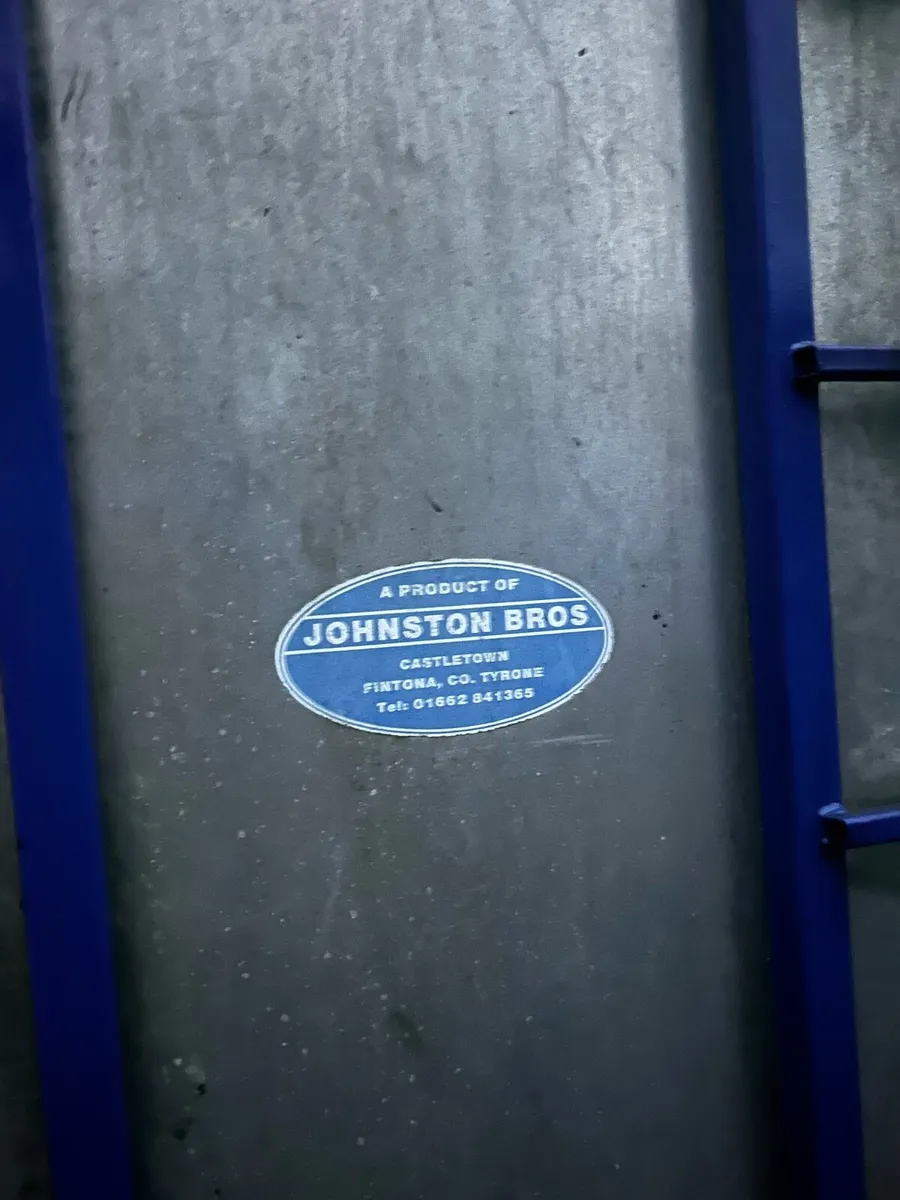 A PRODUCT OF
JOHNSTON BROS
CASTLETOWN
FINTONA, CO. TYRONE
Tel: 01662 841365